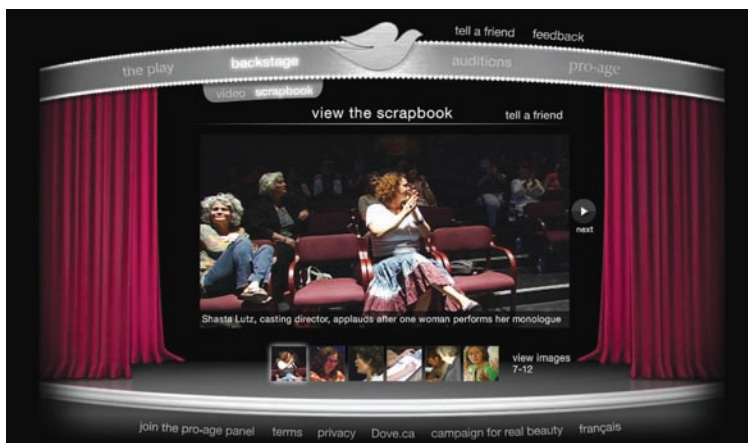 tell a friend feedback
the play backstage auditions pro·age
video scrapbook
view the scrapbook tell a friend
next
Shasta Lutz, casting director, applauds after one woman performs her monologue
view images
7-12
join the pro-age panel terms privacy Dove.ca campaign for real beauty français